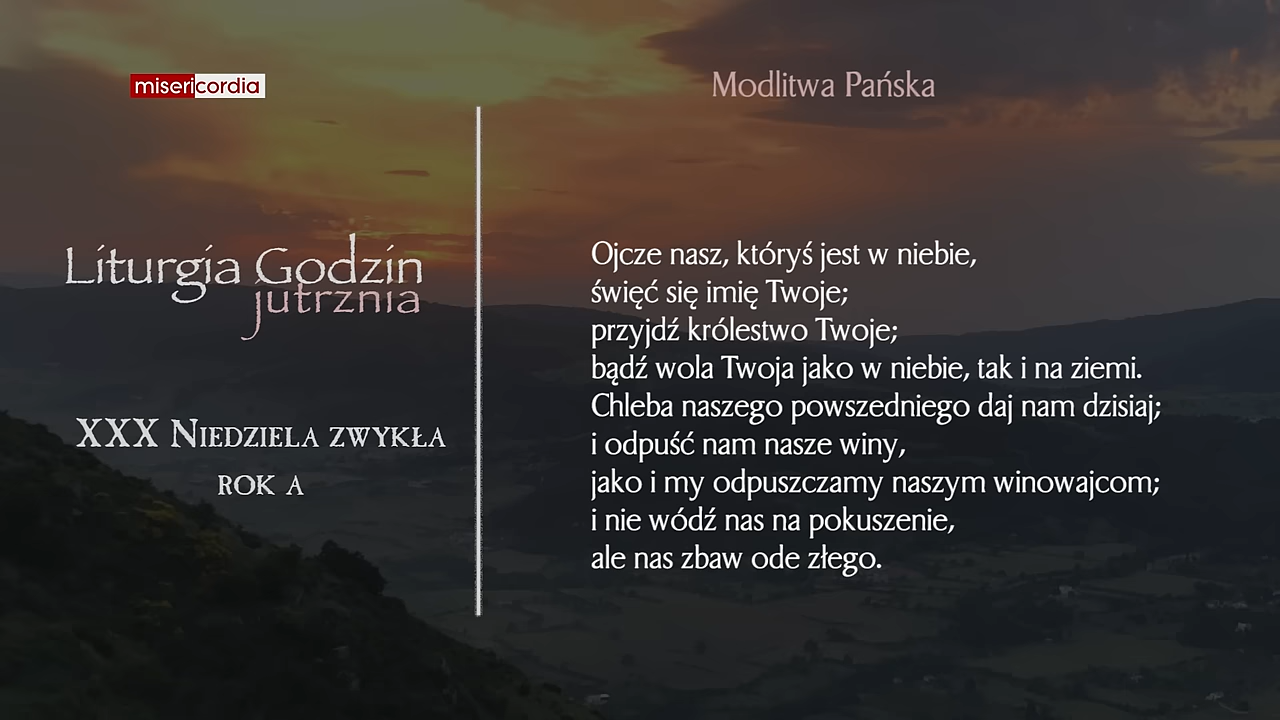 misericordia
Liturgia Godzin
jutrznia
XXX Niedziela zwykła
rok A
Modlitwa Pańska
Ojcze nasz, któryś jest w niebie,
święć się imię Twoje;
przyjdź królestwo Twoje;
bądź wola Twoja jako w niebie, tak i na ziemi.
Chleba naszego powszedniego daj nam dzisiaj;
i odpuść nam nasze winy,
jako i my odpuszczamy naszym winowajcom;
i nie wódź nas na pokuszenie,
ale nas zbaw ode złego.